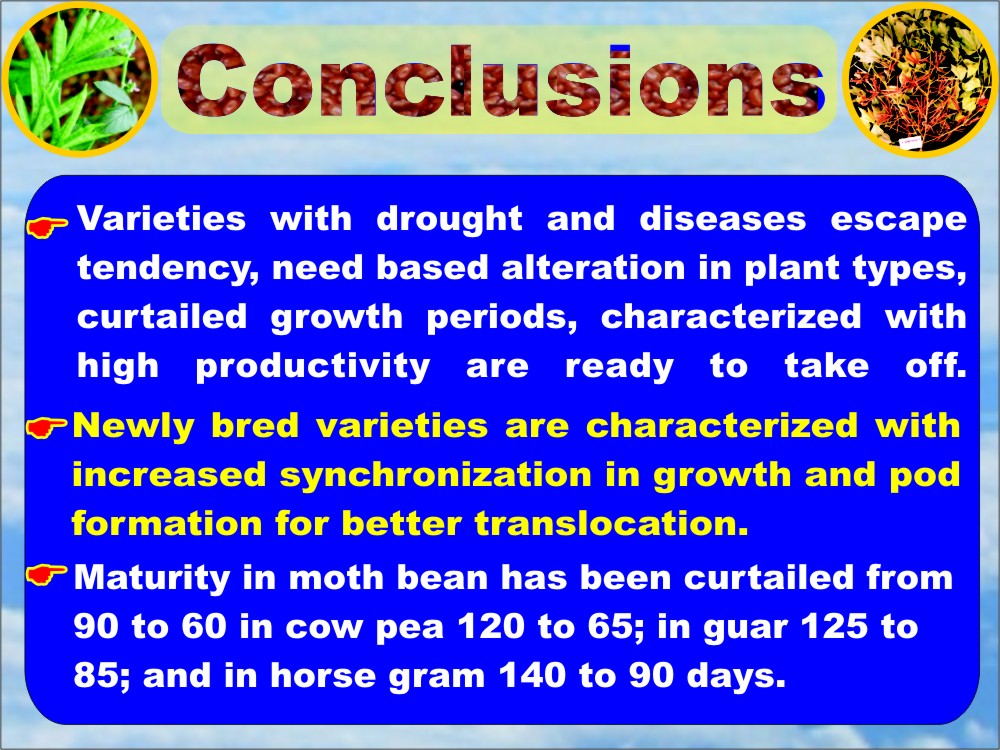 Conclusions
Varieties with drought and diseases escape
tendency, need based alteration in plant types,
curtailed growth periods, characterized with
high productivity are ready to take off.
Newly bred varieties are characterized with
increased synchronization in growth and pod
formation for better translocation.
Maturity in moth bean has been curtailed from
90 to 60 in cow pea 120 to 65; in guar 125 to
85; and in horse gram 140 to 90 days.